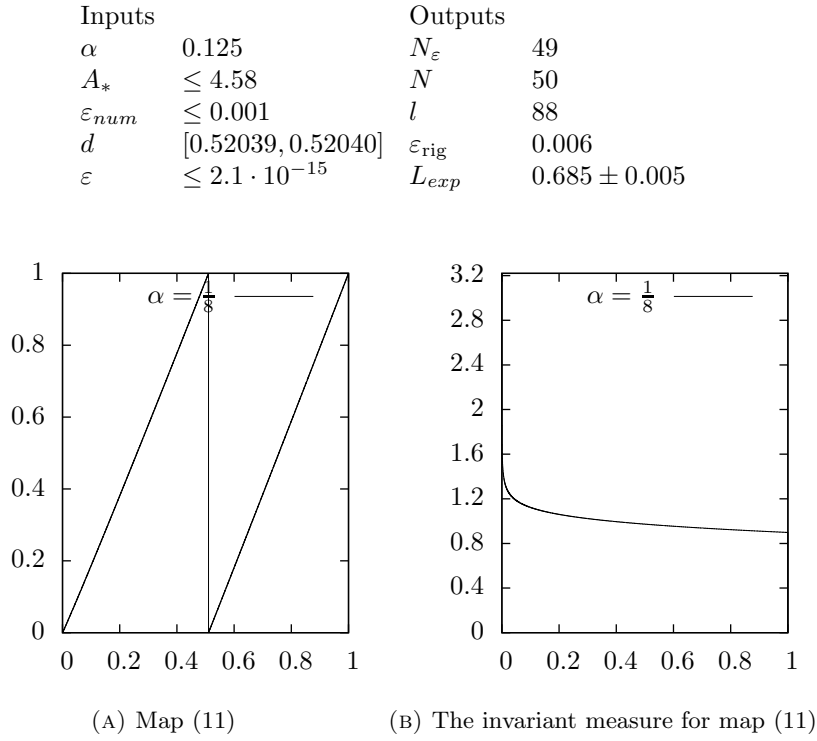 Inputs Outputs
α 0.125 N_ε 49
A_* ≤ 4.58 N 50
ε_num ≤ 0.001 l 88
d [0.52039, 0.52040] ε_rig 0.006
ε ≤ 2.1 · 10^−15 L_exp 0.685 ± 0.005
α = 1/8
1
0.8
0.6
0.4
0.2
0
0 0.2 0.4 0.6 0.8 1
(A) Map (11)
α = 1/8
3.2
2.8
2.4
2
1.6
1.2
0.8
0.4
0
0 0.2 0.4 0.6 0.8 1
(B) The invariant measure for map (11)